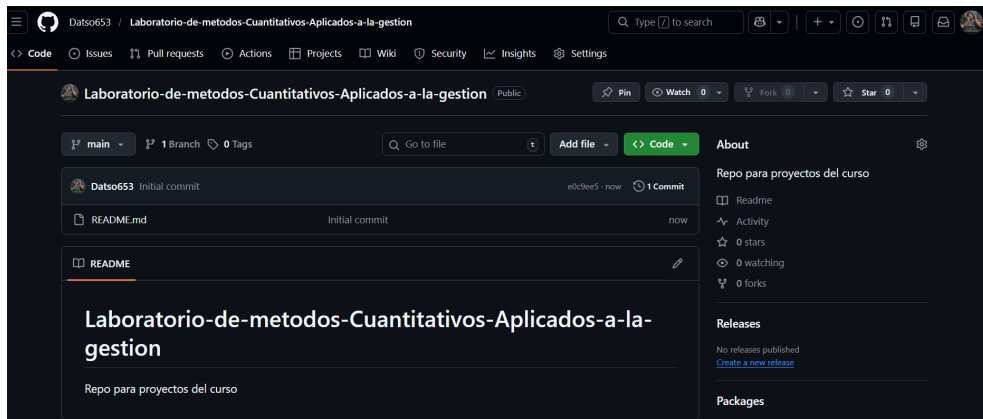 Datso653 / Laboratorio-de-metodos-Cuantitativos-Aplicados-a-la-gestion
Type / to search
Code Issues Pull requests Actions Projects Wiki Security Insights Settings
Laboratorio-de-metodos-Cuantitativos-Aplicados-a-la-gestion Public
Pin Watch 0 Fork 0 Star 0
main 1 Branch 0 Tags Go to file t Add file Code
About
Repo para proyectos del curso
Datso653 Initial commit e0c9ee5 · now 1 Commit
README.md Initial commit now
Readme
Activity
0 stars
0 watching
0 forks
README
Laboratorio-de-metodos-Cuantitativos-Aplicados-a-la-
gestion
Repo para proyectos del curso
Releases
No releases published
Create a new release
Packages